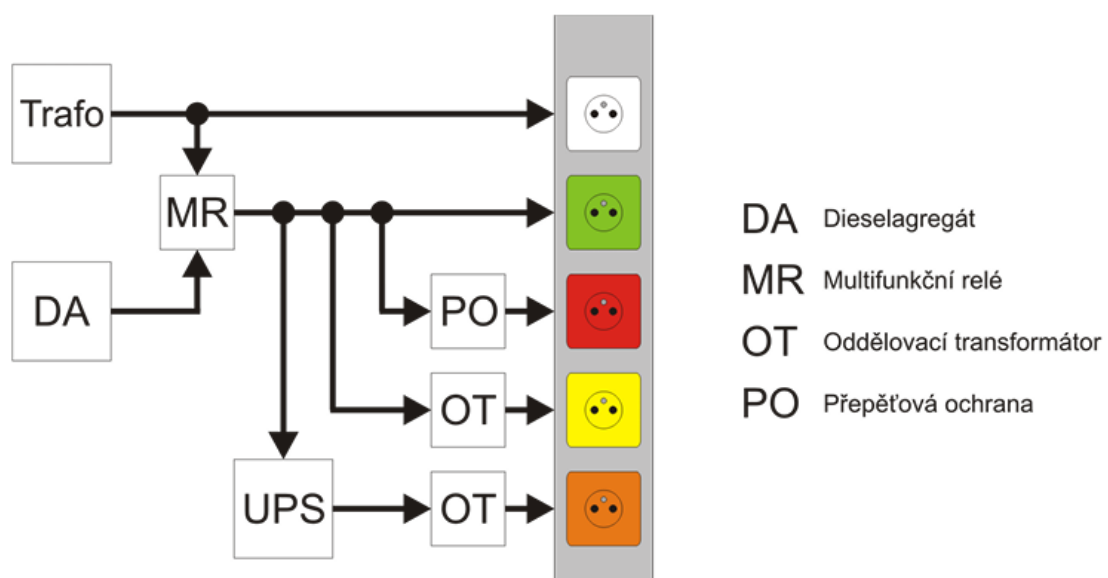 Trafo
MR
DA
PO
OT
UPS
OT
DA Dieselagregát
MR Multifunkční relé
OT Oddělovací transformátor
PO Přepěťová ochrana